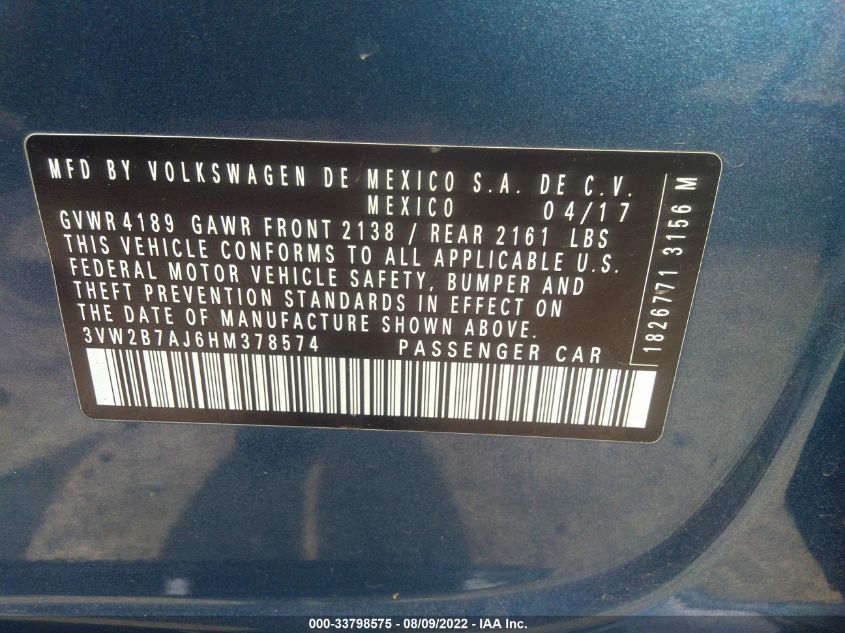 MFD BY VOLKSWAGEN DE MEXICO S.A. DE C.V.
MEXICO 04/17
GVWR 4189 GAWR FRONT 2138 / REAR 2161 LBS
THIS VEHICLE CONFORMS TO ALL APPLICABLE U.S.
FEDERAL MOTOR VEHICLE SAFETY, BUMPER AND
THEFT PREVENTION STANDARDS IN EFFECT ON
THE DATE OF MANUFACTURE SHOWN ABOVE.
3VW2B7AJ6HM378574 PASSENGER CAR
1826771 3156 M
000-33798575 - 08/09/2022 - IAA Inc.